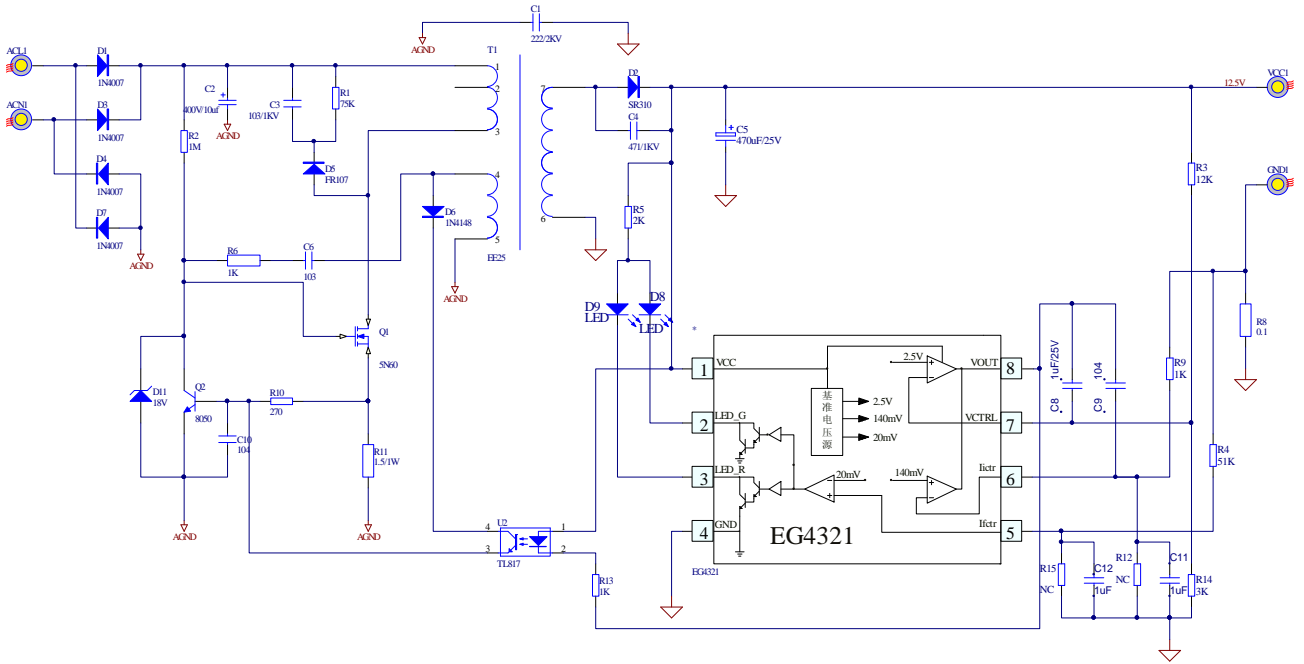 C1
222/2KV
AGND
T1
ACL1
D1
1N4007
ACN1
D3
1N4007
D4
1N4007
D7
1N4007
AGND
C2
400V/10uf
AGND
C3
103/1KV
R1
75K
R2
1M
D5
FR107
1
2
3
4
5
EE25
7
6
D2
SR310
C4
471/1KV
C5
470uF/25V
12.5V
VCC1
GND1
R3
12K
R5
2K
D6
1N4148
AGND
R6
1K
C6
103
Q1
5N60
D9
LED
D8
LED
*
D11
18V
Q2
8050
R10
270
C10
104
R11
1.5/1W
AGND
AGND
U2
4
3
1
2
TL817
R13
1K
1
VCC
2
LED_G
3
LED_R
4
GND
8
VOUT
7
VCTRL
6
Iictr
5
Ifctr
2.5V
基准电压源
2.5V
140mV
20mV
20mV
140mV
EG4321
EG4321
C8
1uF/25V
C9
104
R9
1K
R8
0.1
R4
51K
R15
NC
C12
1uF
R12
NC
C11
1uF
R14
3K